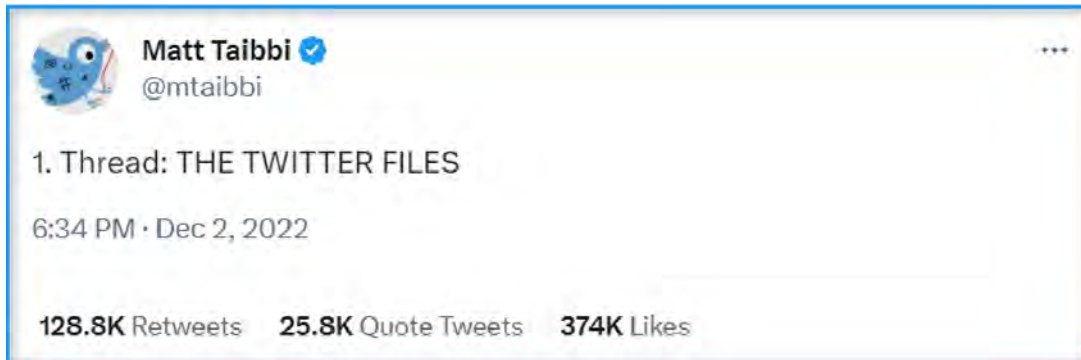 Matt Taibbi
@mtaibbi
1. Thread: THE TWITTER FILES
6:34 PM · Dec 2, 2022
128.8K Retweets 25.8K Quote Tweets 374K Likes